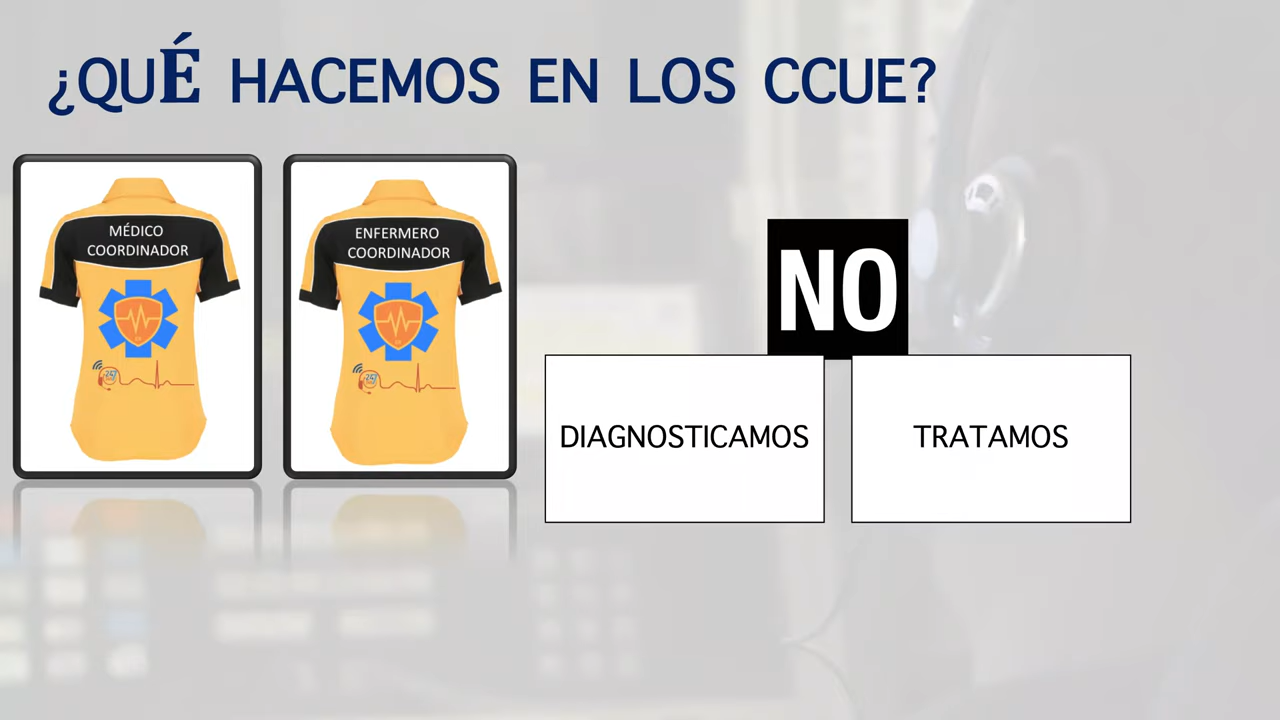 ¿QUÉ HACEMOS EN LOS CCUE?
MÉDICO
COORDINADOR
ENFERMERO
COORDINADOR
NO
DIAGNOSTICAMOS
TRATAMOS